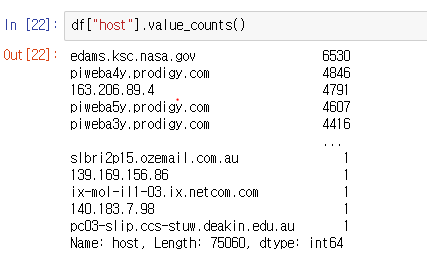 In [22]: df["host"].value_counts()
Out[22]: edams.ksc.nasa.gov 6530
piweba4y.prodigy.com 4846
163.206.89.4 4791
piweba5y.prodigy.com 4607
piweba3y.prodigy.com 4416
...
slbri2p15.ozemail.com.au 1
139.169.156.86 1
ix-mol-il1-03.ix.netcom.com 1
140.183.7.98 1
pc03-slip.ccs-stuw.deakin.edu.au 1
Name: host, Length: 75060, dtype: int64